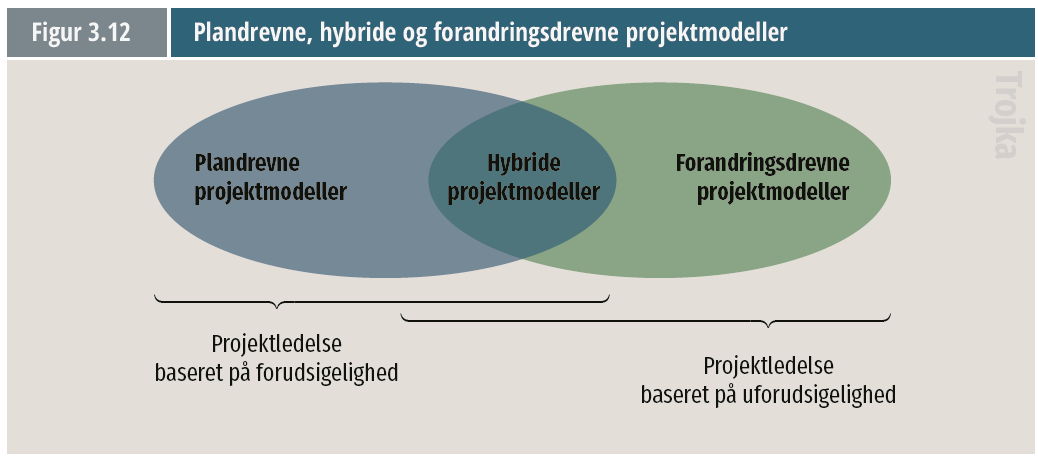 Figur 3.12
Plandrevne, hybride og forandringsdrevne projektmodeller
Trojka
Plandrevne
projektmodeller
Hybride
projektmodeller
Forandringsdrevne
projektmodeller
Projektledelse
baseret på forudsigelighed
Projektledelse
baseret på uforudsigelighed